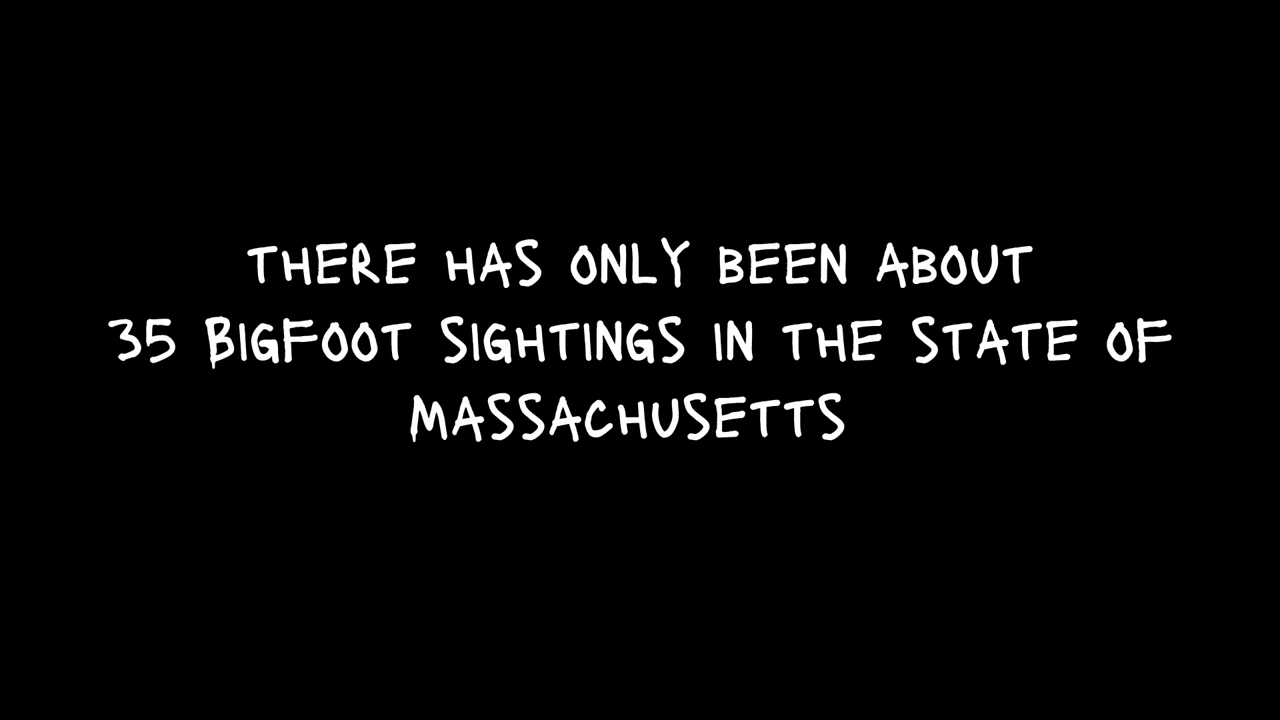 THERE HAS ONLY BEEN ABOUT
35 BIGFOOT SIGHTINGS IN THE STATE OF
MASSACHUSETTS